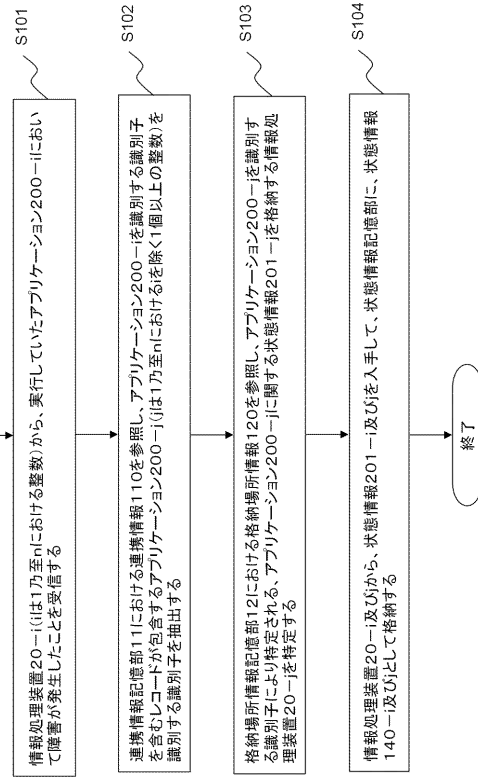 S101
情報処理装置20－i(iは1乃至nにおける整数)から、実行していたアプリケーション200－iにおい
て障害が発生したことを受信する
S102
連携情報記憶部11における連携情報110を参照し、アプリケーション200－iを識別する識別子
を含むレコードが包含するアプリケーション200－j(jは1乃至nにおけるiを除く1個以上の整数)を
識別する識別子を抽出する
S103
格納場所情報記憶部12における格納場所情報120を参照し、アプリケーション200－jを識別す
る識別子により特定される、アプリケーション200－jに関する状態情報201－jを格納する情報処
理装置20－jを特定する
S104
情報処理装置20－i及びjから、状態情報201－i及びjを入手して、状態情報記憶部に、状態情報
140－i及びjとして格納する
終了